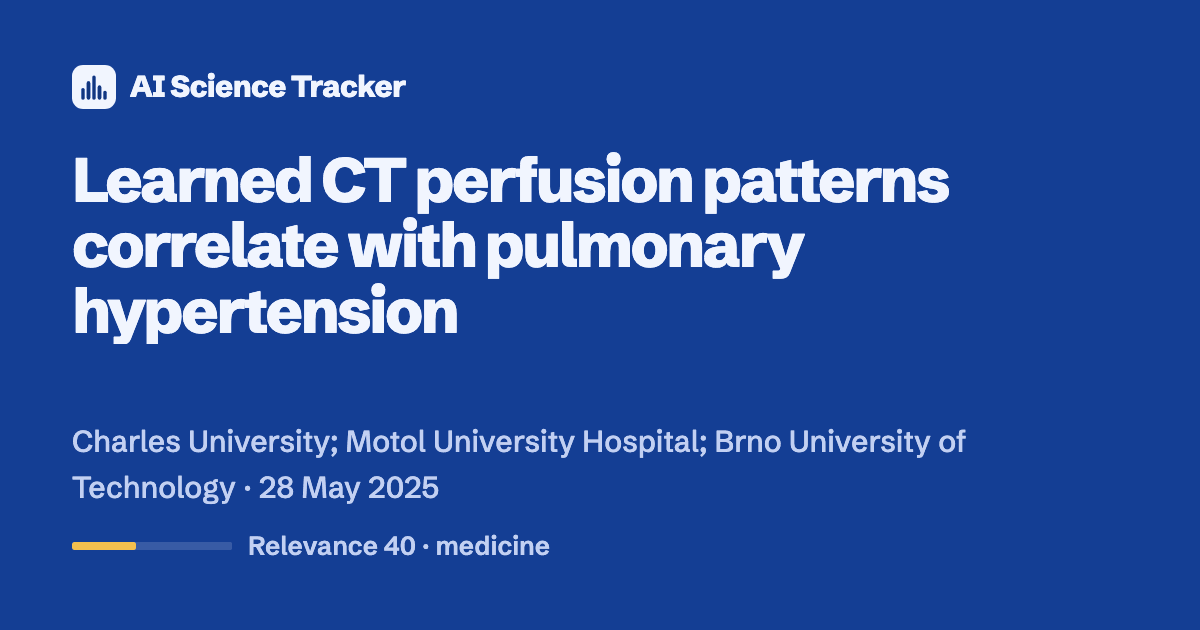 AI Science Tracker
Learned CT perfusion patterns
correlate with pulmonary
hypertension
Charles University; Motol University Hospital; Brno University of
Technology · 28 May 2025
Relevance 40 · medicine